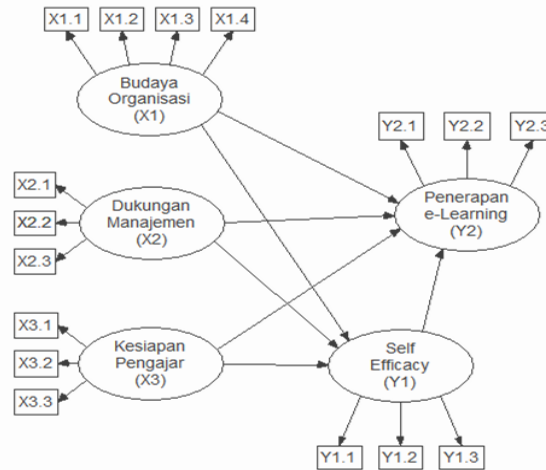 X1.1 X1.2 X1.3 X1.4
Budaya
Organisasi
(X1)
Y2.1 Y2.2 Y2.3
X2.1
X2.2
X2.3
Dukungan
Manajemen
(X2)
Penerapan
e-Learning
(Y2)
X3.1
X3.2
X3.3
Kesiapan
Pengajar
(X3)
Self
Efficacy
(Y1)
Y1.1 Y1.2 Y1.3